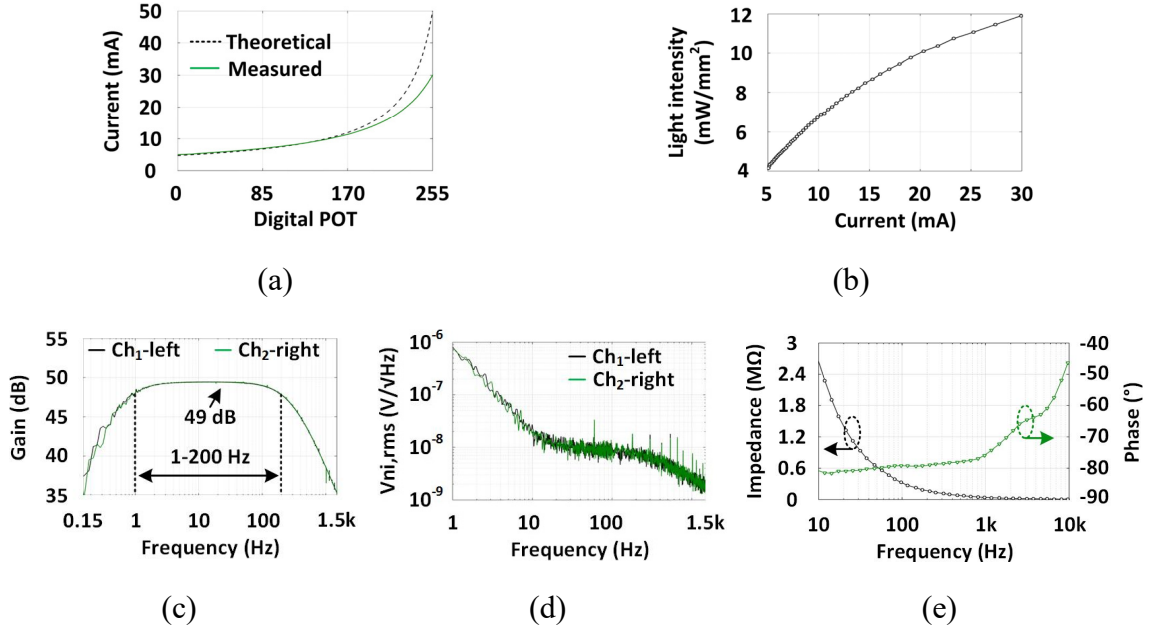 50
40
30
20
10
0
Current (mA)
Theoretical
Measured
0 85 170 255
Digital POT
(a)
12
10
8
6
4
Light intensity
(mW/mm²)
5 10 15 20 25 30
Current (mA)
(b)
55
50
45
40
35
Gain (dB)
Ch₁-left Ch₂-right
49 dB
1-200 Hz
0.15 1 10 100 1.5k
Frequency (Hz)
(c)
10⁻⁶
10⁻⁷
10⁻⁸
10⁻⁹
Vni,rms (V/√Hz)
Ch₁-left
Ch₂-right
1 10 100 1.5k
Frequency (Hz)
(d)
3
2.4
1.8
1.2
0.6
0
Impedance (MΩ)
-40
-50
-60
-70
-80
-90
Phase (°)
10 100 1k 10k
Frequency (Hz)
(e)